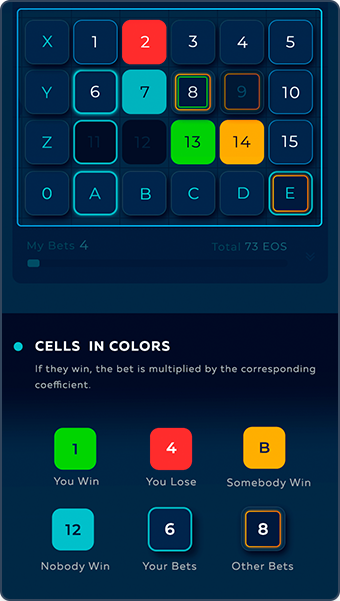 X 1 2 3 4 5
Y 6 7 8 9 10
Z 11 12 13 14 15
0 A B C D E
My Bets 4 Total 73 EOS
CELLS IN COLORS
If they win, the bet is multiplied by the corresponding
coefficient.
1 4 B
You Win You Lose Somebody Win
12 6 8
Nobody Win Your Bets Other Bets